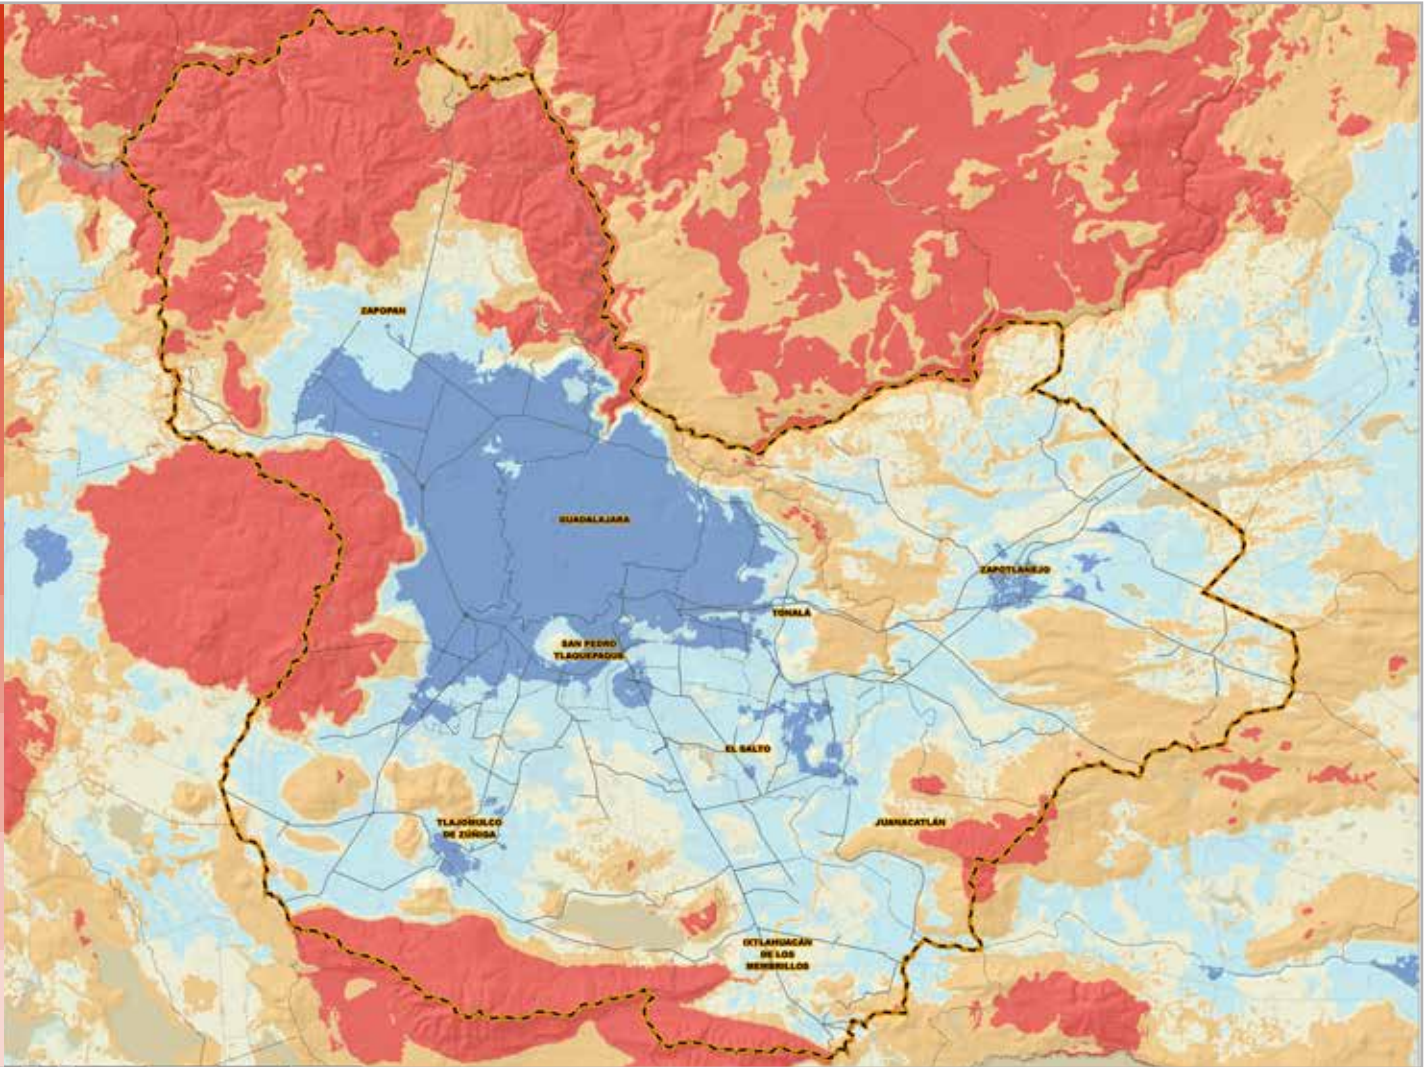 ZAPOPAN
GUADALAJARA
ZAPOTLANEJO
TONALÁ
SAN PEDRO
TLAQUEPAQUE
EL SALTO
TLAJOMULCO
DE ZÚÑIGA
JUANACATLÁN
IXTLAHUACÁN
DE LOS
MEMBRILLOS